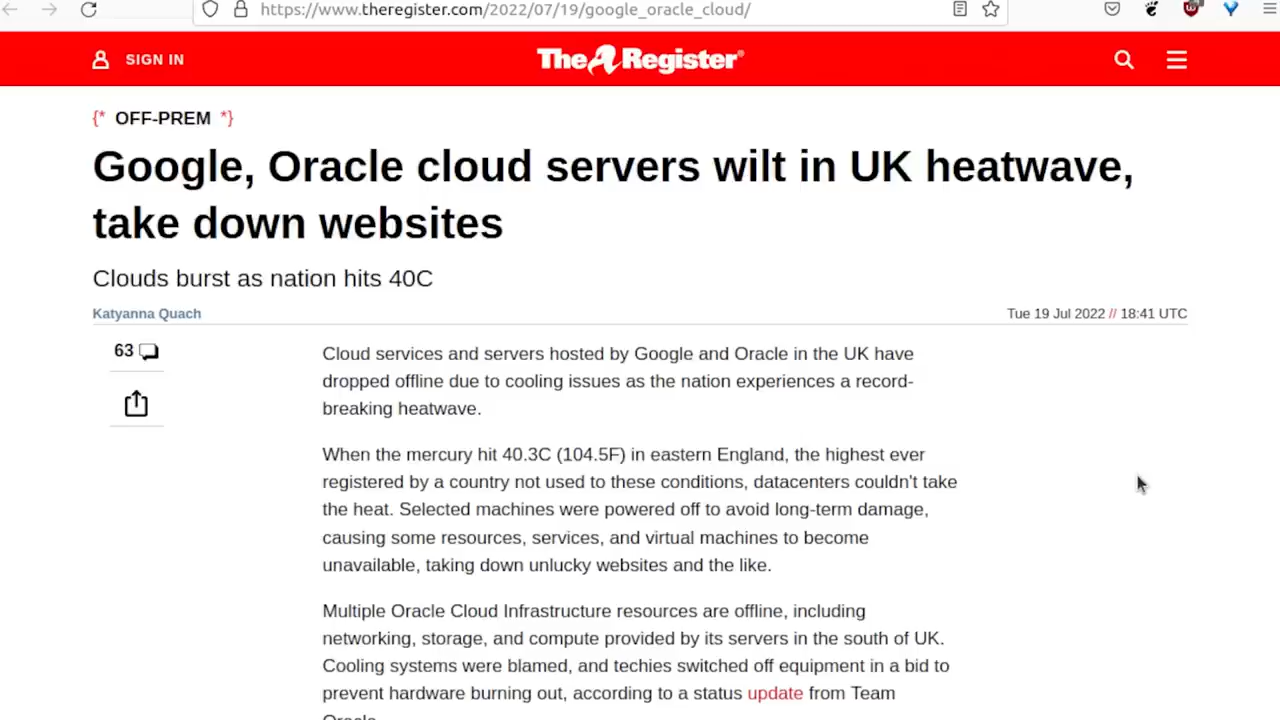 https://www.theregister.com/2022/07/19/google_oracle_cloud/
SIGN IN
The Register®
{* OFF-PREM *}
Google, Oracle cloud servers wilt in UK heatwave,
take down websites
Clouds burst as nation hits 40C
Katyanna Quach
Tue 19 Jul 2022 // 18:41 UTC
63
Cloud services and servers hosted by Google and Oracle in the UK have
dropped offline due to cooling issues as the nation experiences a record-
breaking heatwave.
When the mercury hit 40.3C (104.5F) in eastern England, the highest ever
registered by a country not used to these conditions, datacenters couldn't take
the heat. Selected machines were powered off to avoid long-term damage,
causing some resources, services, and virtual machines to become
unavailable, taking down unlucky websites and the like.
Multiple Oracle Cloud Infrastructure resources are offline, including
networking, storage, and compute provided by its servers in the south of UK.
Cooling systems were blamed, and techies switched off equipment in a bid to
prevent hardware burning out, according to a status update from Team
Oracle.